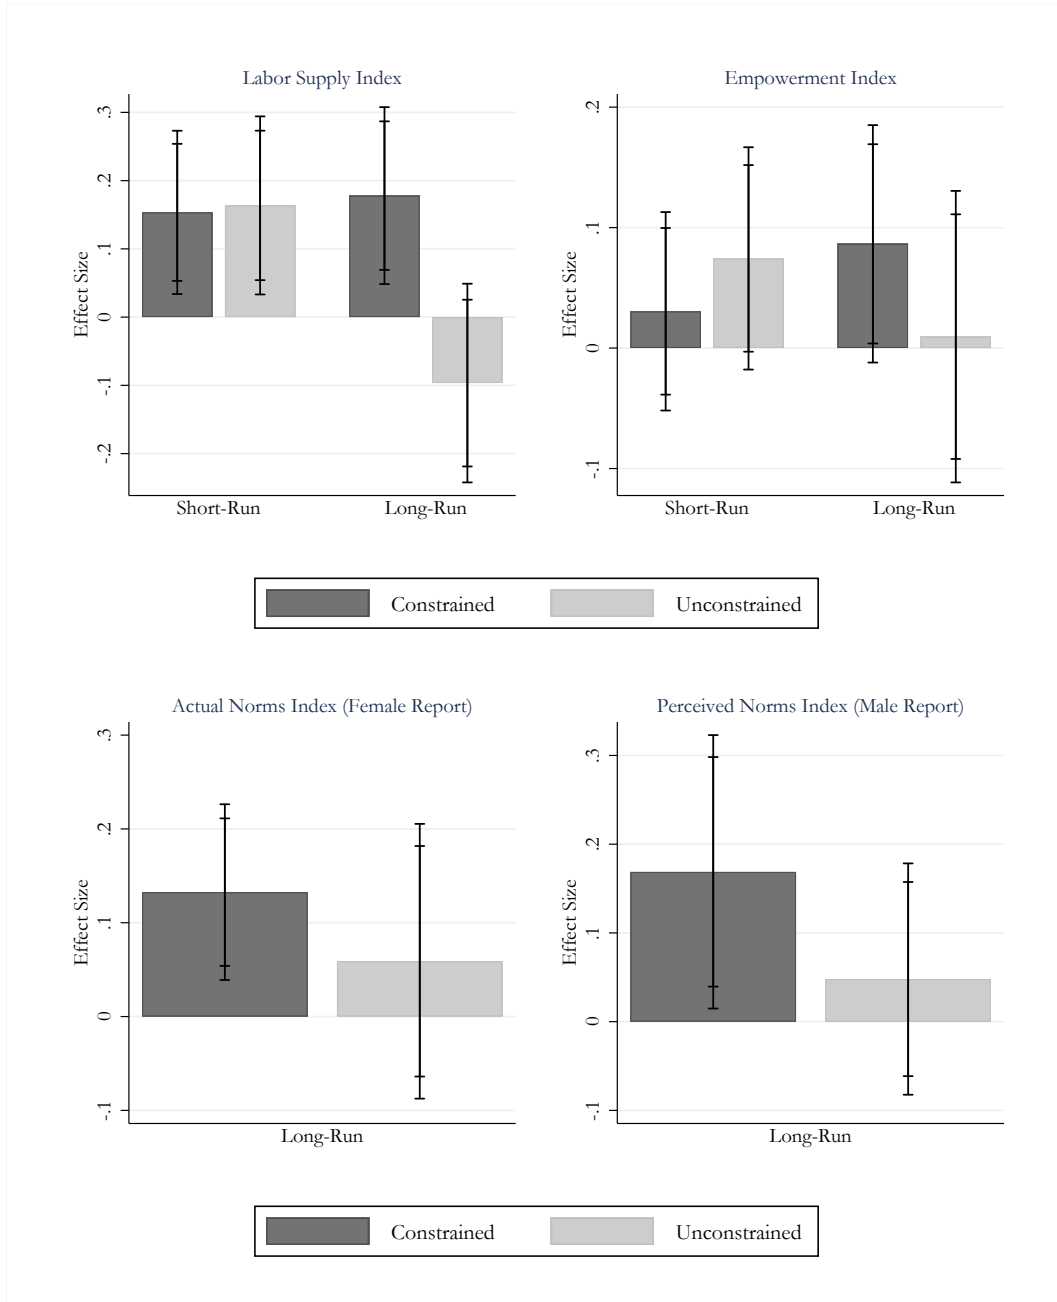 Labor Supply Index
Effect Size
.3
.2
.1
0
-.1
-.2
Short-Run Long-Run
Empowerment Index
Effect Size
.2
.1
0
-.1
Short-Run Long-Run
Constrained Unconstrained
Actual Norms Index (Female Report)
Effect Size
.3
.2
.1
0
-.1
Long-Run
Perceived Norms Index (Male Report)
Effect Size
.3
.2
.1
0
-.1
Long-Run
Constrained Unconstrained